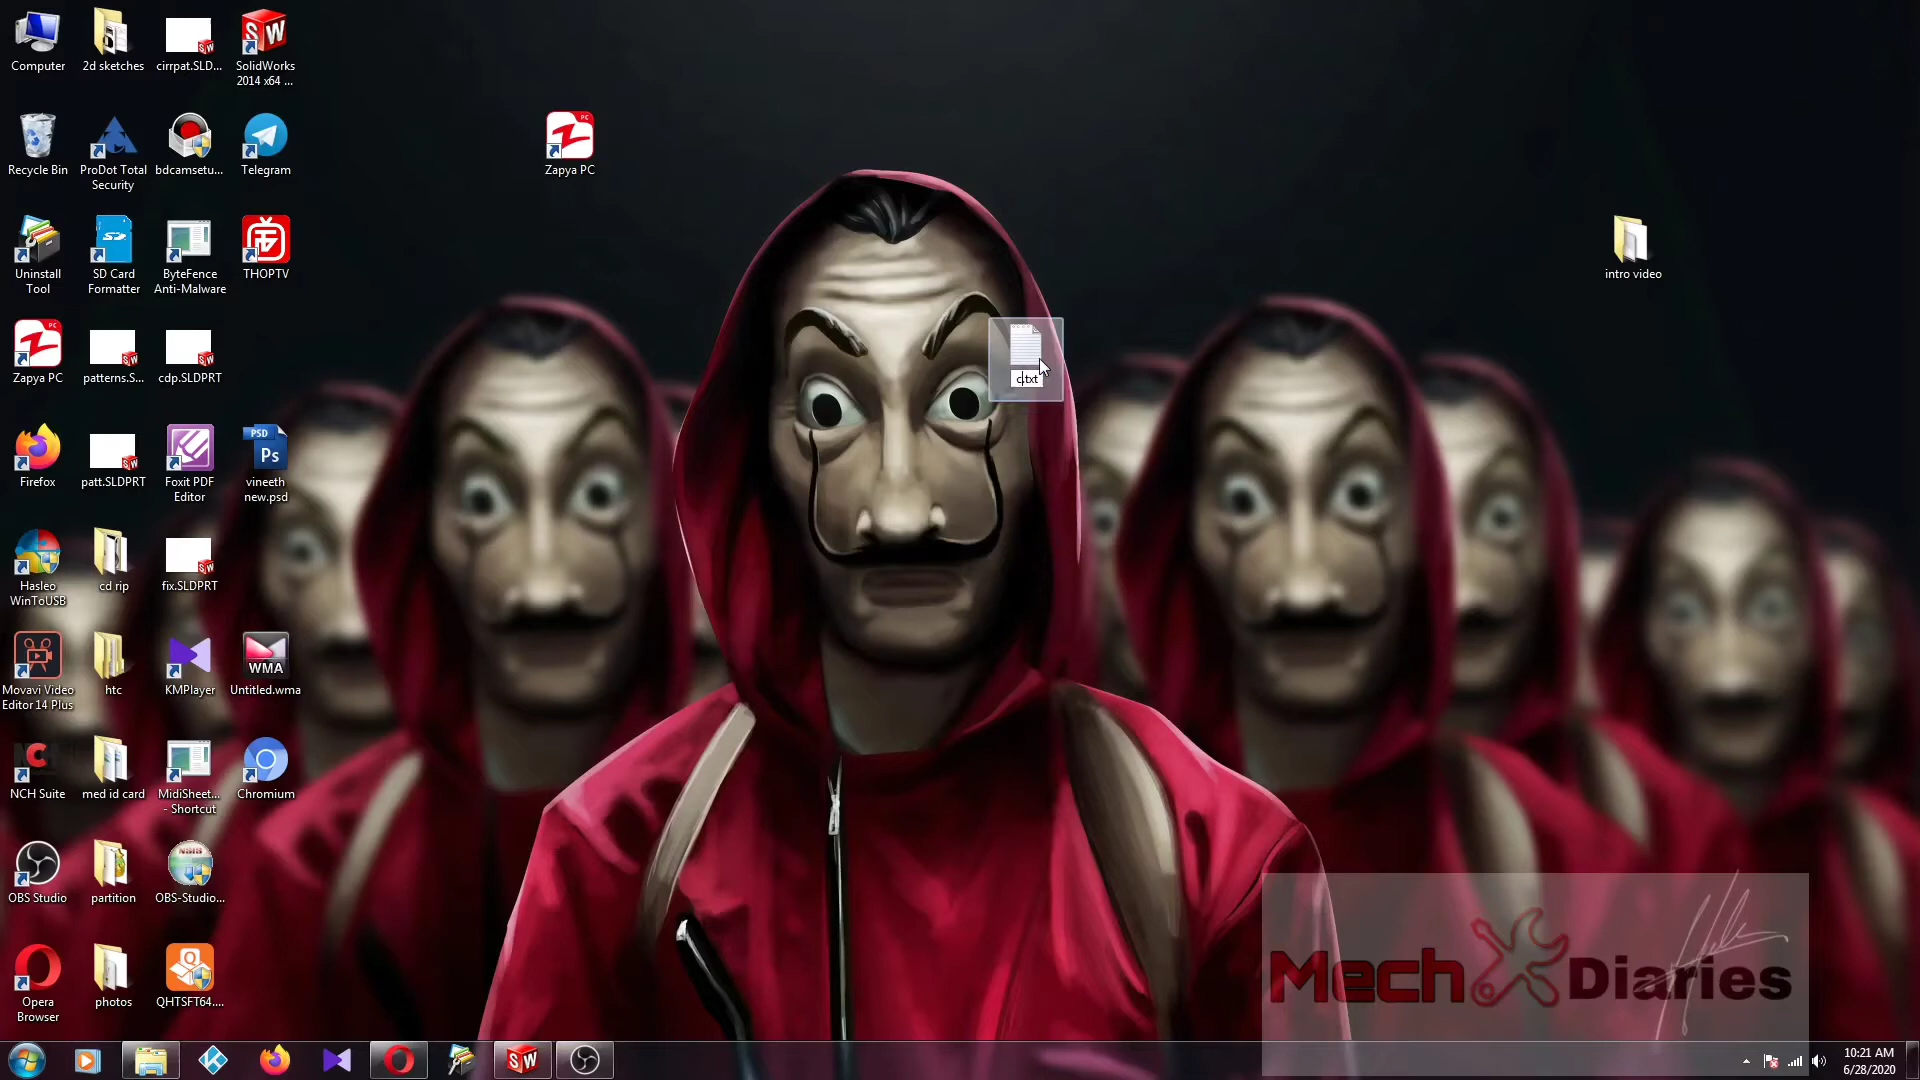 Computer
2d sketches
cirrpat.SLD...
SolidWorks
2014 x64 ...
Recycle Bin
ProDot Total
Security
bdcamsetu...
Telegram
Zapya PC
Uninstall
Tool
SD Card
Formatter
ByteFence
Anti-Malware
THOPTV
intro video
Zapya PC
patterns.S...
cdp.SLDPRT
c.txt
Firefox
patt.SLDPRT
Foxit PDF
Editor
PSD
Ps
vineeth
new.psd
Hasleo
WinToUSB
cd rip
fix.SLDPRT
Movavi Video
Editor 14 Plus
htc
KMPlayer
WMA
Untitled.wma
NCH Suite
med id card
MidiSheet...
- Shortcut
Chromium
OBS Studio
partition
OBS-Studio...
Opera
Browser
photos
QHTSFT64....
Mech Diaries
10:21 AM
6/28/2020